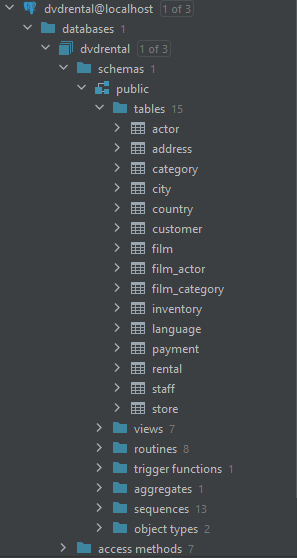 dvdrental@localhost 1 of 3
databases 1
dvdrental 1 of 3
schemas 1
public
tables 15
actor
address
category
city
country
customer
film
film_actor
film_category
inventory
language
payment
rental
staff
store
views 7
routines 8
trigger functions 1
aggregates 1
sequences 13
object types 2
access methods 7